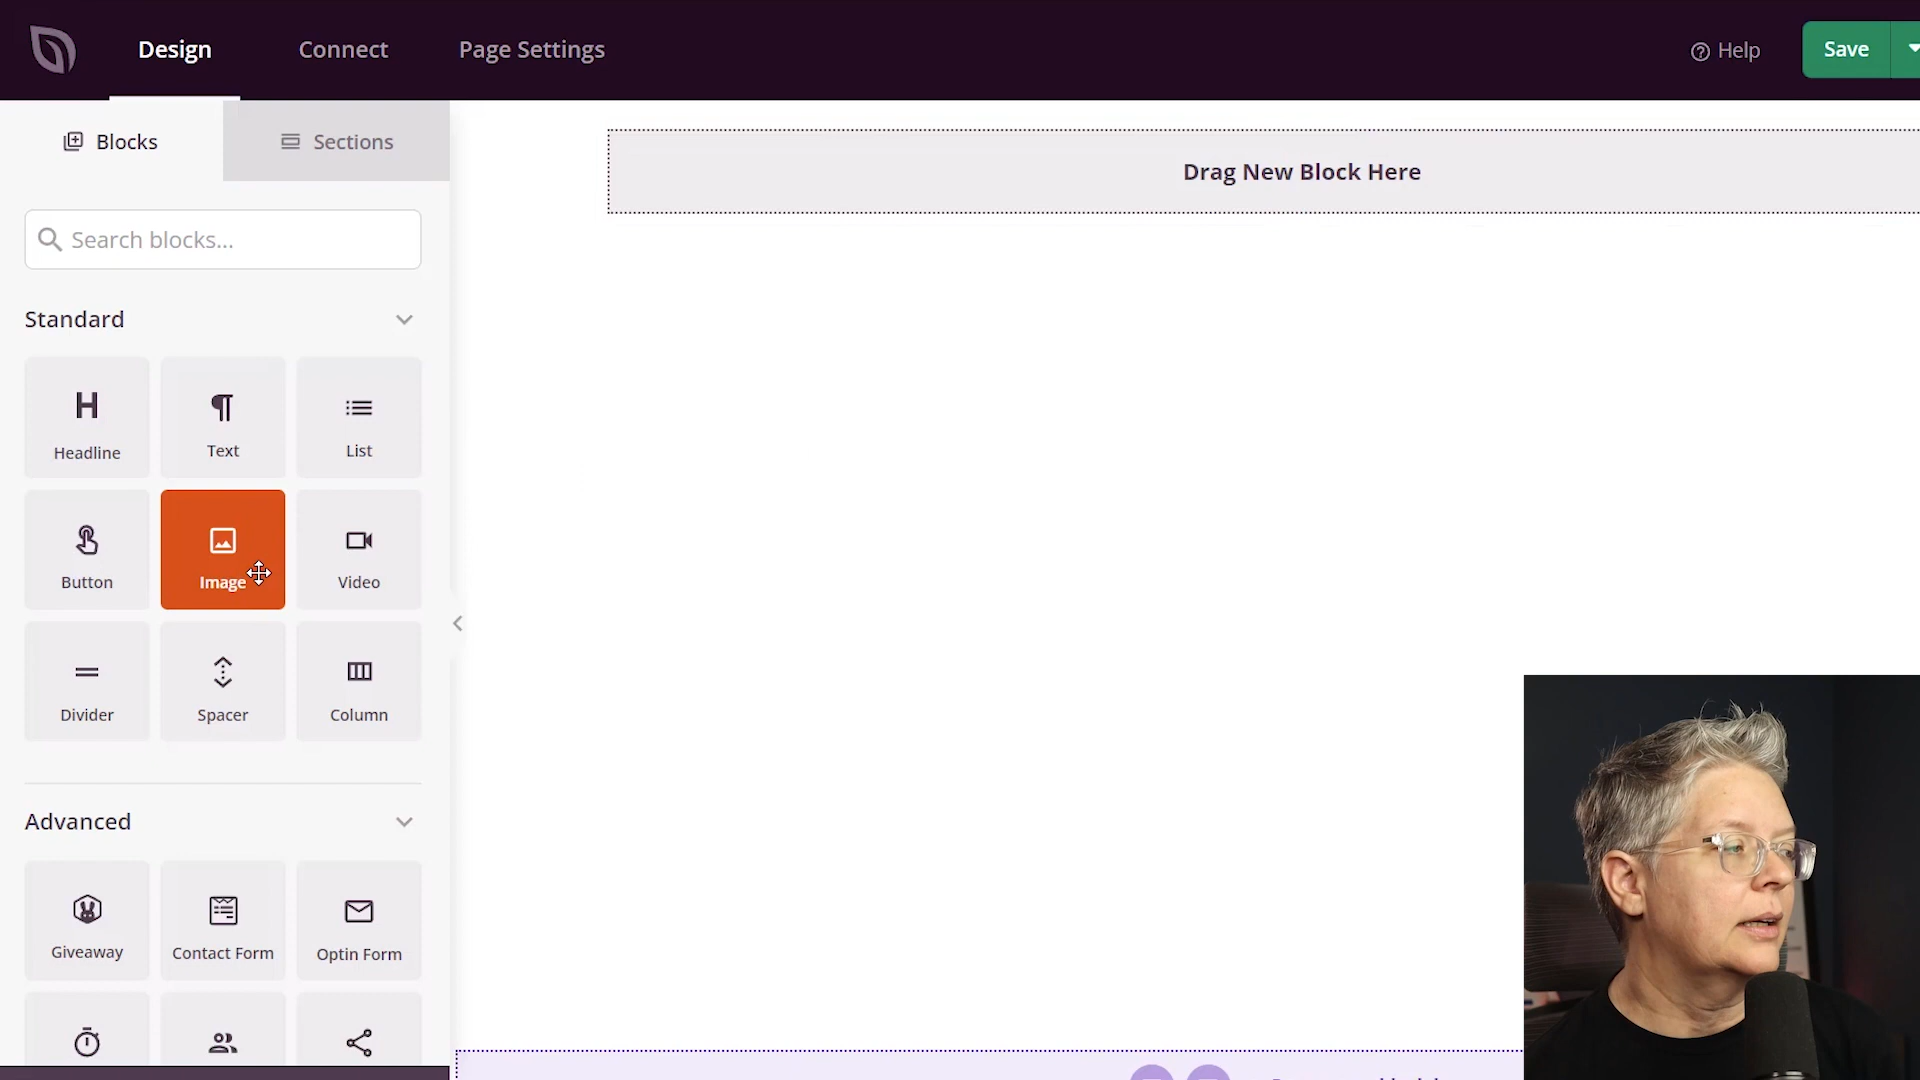 Design
Connect
Page Settings
Help
Save
Blocks
Sections
Drag New Block Here
Search blocks...
Standard
Headline
Text
List
Button
Image
Video
Divider
Spacer
Column
Advanced
Giveaway
Contact Form
Optin Form